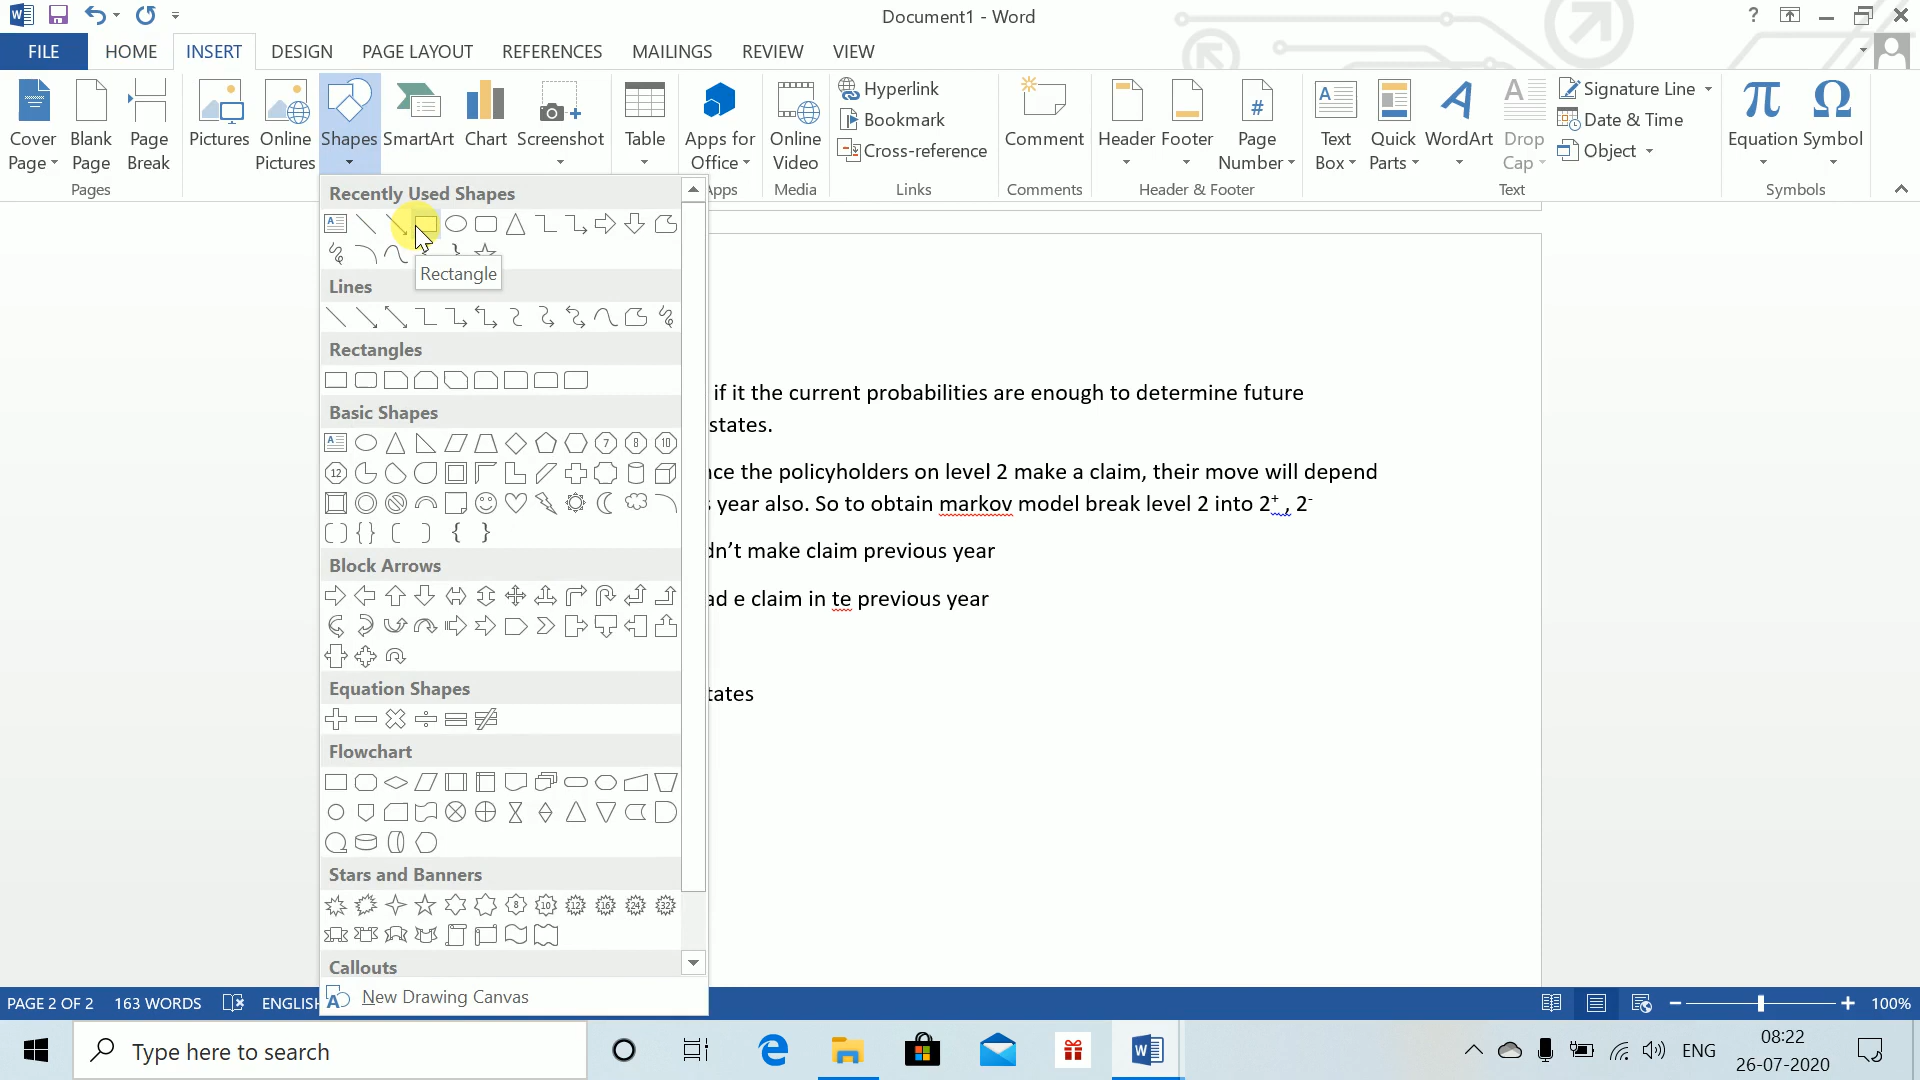 Document1 - Word
?
FILE
HOME
INSERT
DESIGN
PAGE LAYOUT
REFERENCES
MAILINGS
REVIEW
VIEW
Cover Page
Blank Page
Page Break
Pages
Pictures
Online Pictures
Shapes
SmartArt
Chart
Screenshot
Table
Apps for Office
pps
Online Video
Media
Hyperlink
Bookmark
Cross-reference
Links
Comment
Comments
Header
Footer
Page Number
Header & Footer
Text Box
Quick Parts
WordArt
Drop Cap
Signature Line
Date & Time
Object
Text
Equation
Symbol
Symbols
Recently Used Shapes
Rectangle
Lines
Rectangles
Basic Shapes
Block Arrows
Equation Shapes
Flowchart
Stars and Banners
Callouts
New Drawing Canvas
if it the current probabilities are enough to determine future
states.
ce the policyholders on level 2 make a claim, their move will depend
year also. So to obtain markov model break level 2 into 2⁺ , 2⁻
dn't make claim previous year
ad e claim in te previous year
tates
PAGE 2 OF 2
163 WORDS
ENGLISH
100%
Type here to search
ENG
08:22
26-07-2020